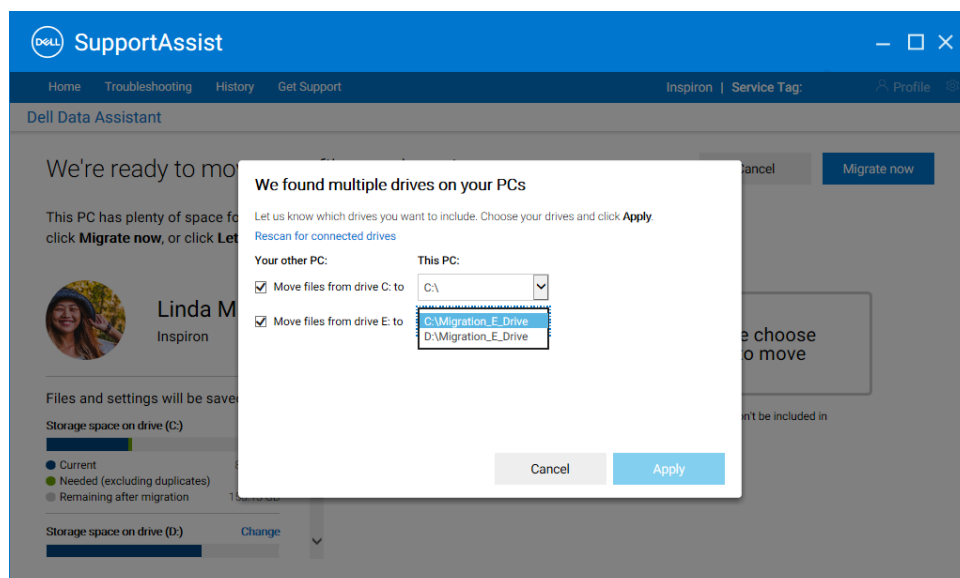 DELL SupportAssist
Home Troubleshooting History Get Support Inspiron | Service Tag: Profile
Dell Data Assistant
We're ready to mo
Cancel Migrate now
This PC has plenty of space fo
click Migrate now, or click Let
We found multiple drives on your PCs
Let us know which drives you want to include. Choose your drives and click Apply.
Rescan for connected drives
Your other PC: This PC:
Move files from drive C: to C:\
Move files from drive E: to C:\Migration_E_Drive
D:\Migration_E_Drive
Cancel Apply
Linda M
Inspiron
e choose
o move
Files and settings will be save
Storage space on drive (C:)
Current
Needed (excluding duplicates)
Remaining after migration
n't be included in
Storage space on drive (D:) Change